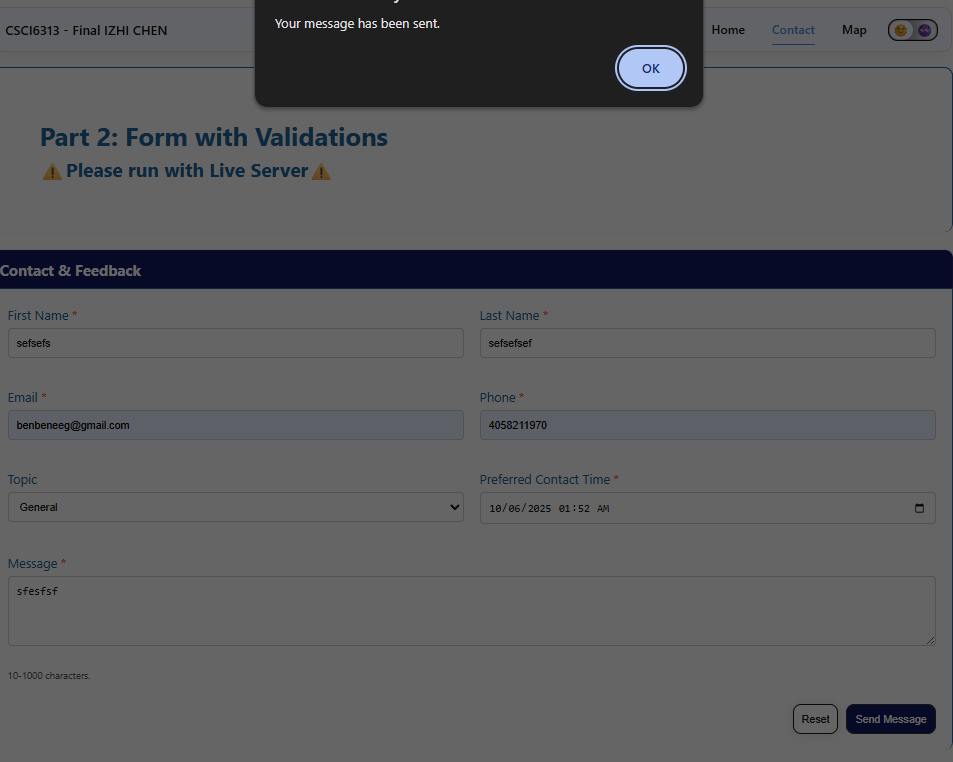 CSCI6313 - Final IZHI CHEN
Your message has been sent.
OK
Home
Contact
Map
Part 2: Form with Validations
⚠️Please run with Live Server⚠️
Contact & Feedback
First Name *
Last Name *
sefsefs
sefsefsef
Email *
Phone *
benbeneeg@gmail.com
4058211970
Topic
Preferred Contact Time *
General
10/06/2025 01:52 AM
Message *
sfesfsf
10-1000 characters.
Reset
Send Message